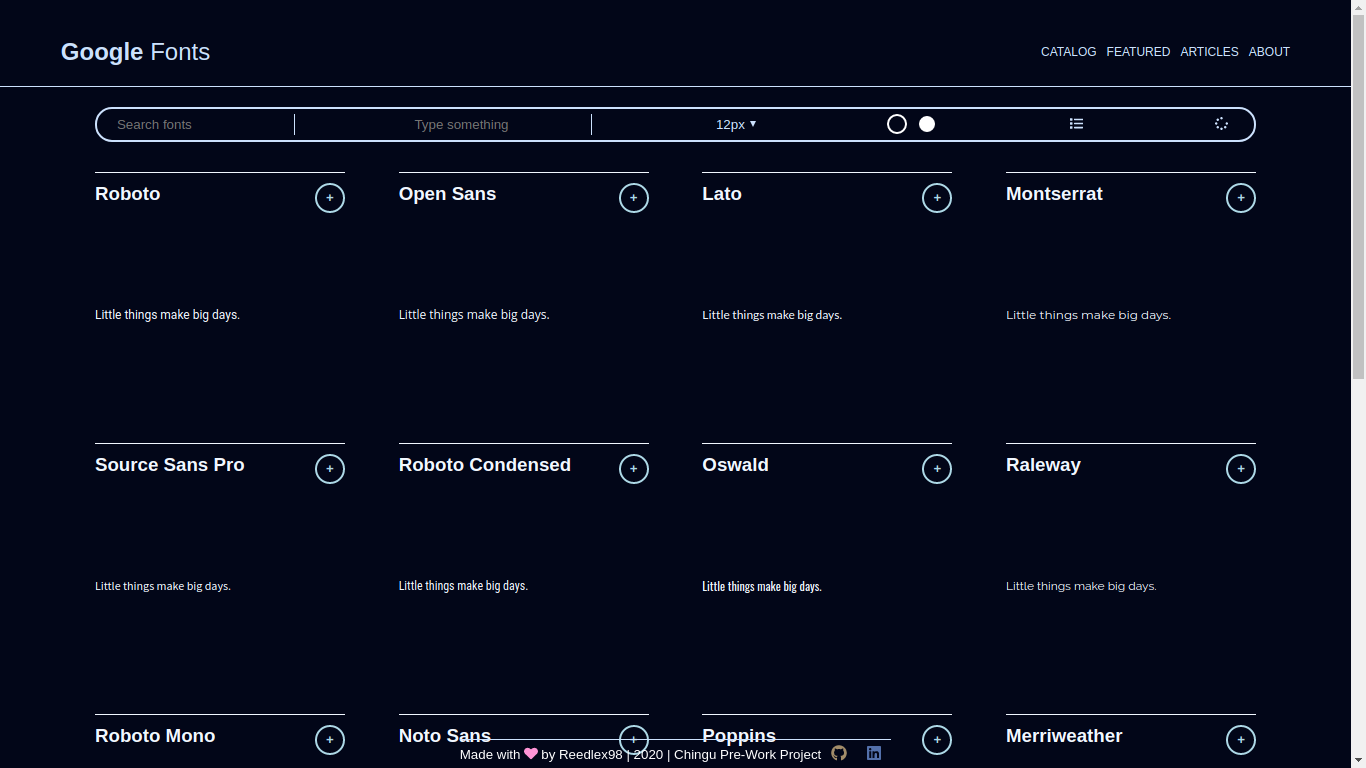 Google Fonts
CATALOG FEATURED ARTICLES ABOUT
Search fonts
Type something
12px
Roboto +
Open Sans +
Lato +
Montserrat +
Little things make big days.
Little things make big days.
Little things make big days.
Little things make big days.
Source Sans Pro +
Roboto Condensed +
Oswald +
Raleway +
Little things make big days.
Little things make big days.
Little things make big days.
Little things make big days.
Roboto Mono +
Noto Sans +
Poppins +
Merriweather +
Made with by Reedlex98 | 2020 | Chingu Pre-Work Project